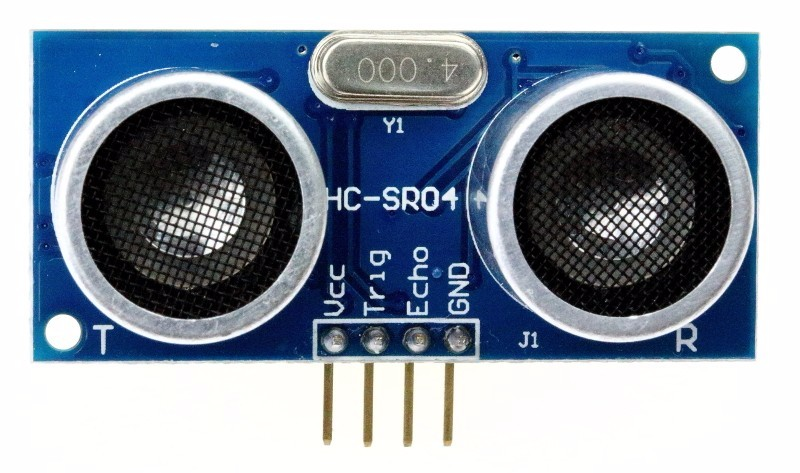 4.000
Y1
HC-SR04
Vcc
Trig
Echo
GND
T
J1
R